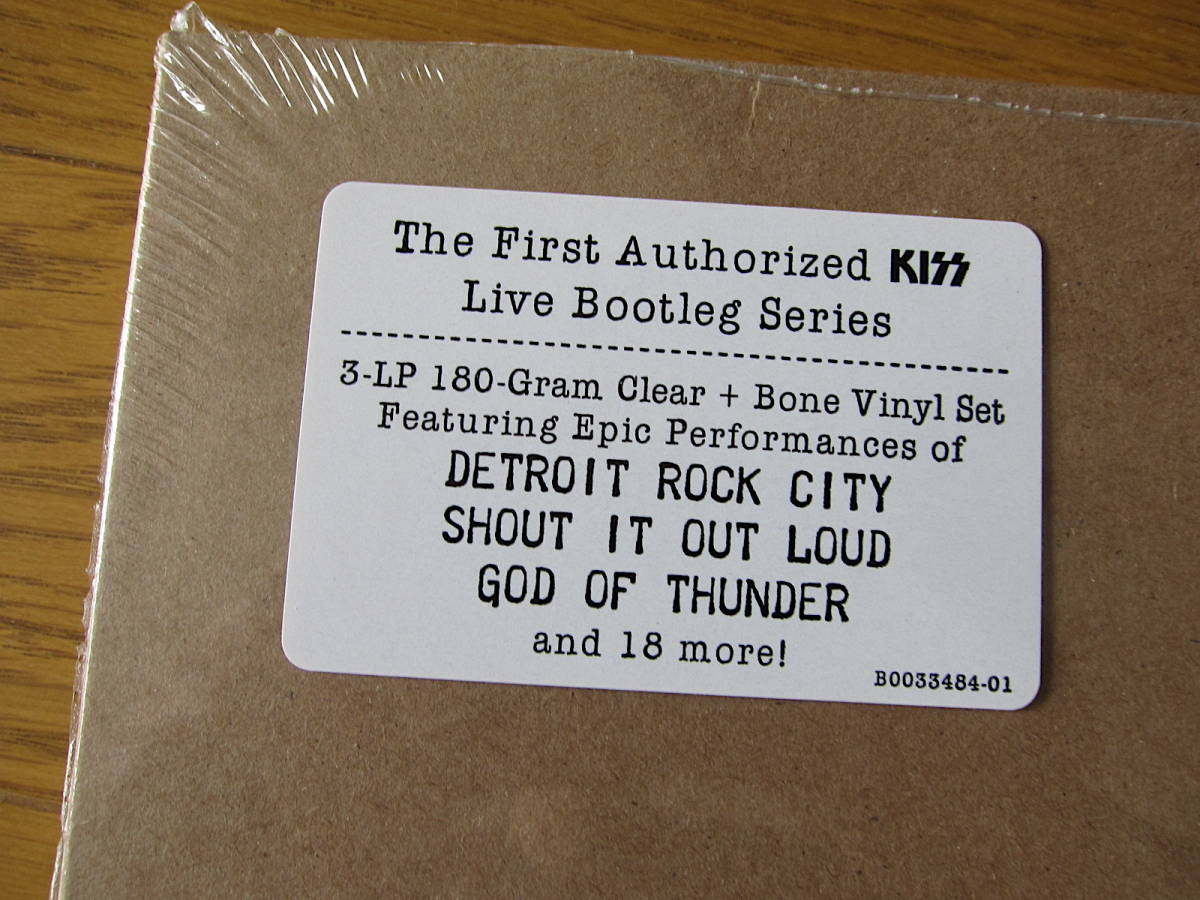 The First Authorized KISS
Live Bootleg Series
3-LP 180-Gram Clear + Bone Vinyl Set
Featuring Epic Performances of
DETROIT ROCK CITY
SHOUT IT OUT LOUD
GOD OF THUNDER
and 18 more!
B0033484-01